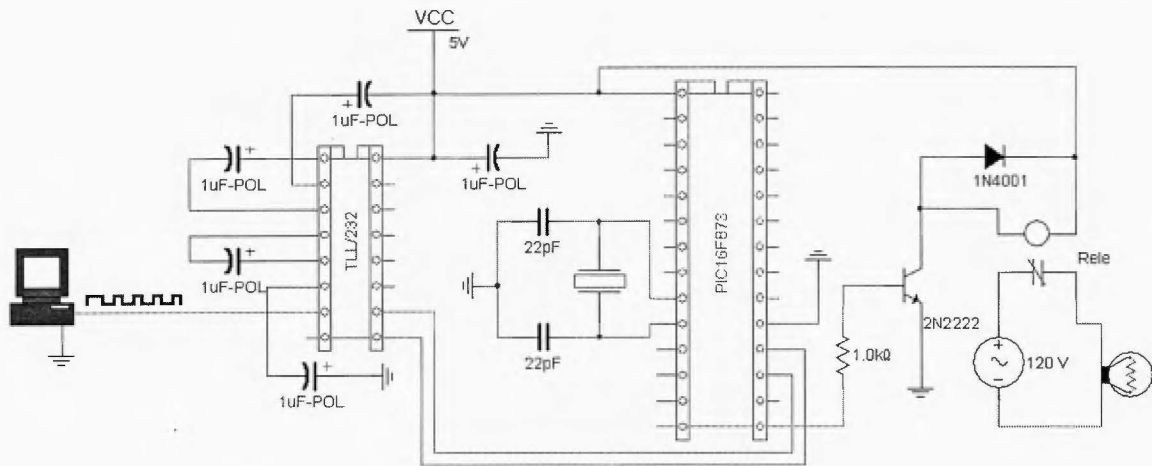 VCC
5V
1uF-POL
1uF-POL
1uF-POL
TLL/232
1uF-POL
1uF-POL
22pF
22pF
PIC16F873
1N4001
Rele
2N2222
1.0kΩ
120 V
+
−
+
+
+
+